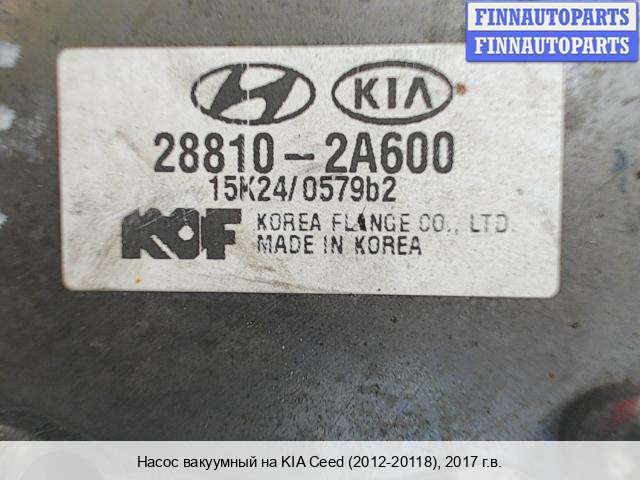 FINNAUTOPARTS
FINNAUTOPARTS
KIA
28810-2A600
15K24/0579b2
KOF KOREA FLANGE CO., LTD.
MADE IN KOREA
Насос вакуумный на KIA Ceed (2012-20118), 2017 г.в.